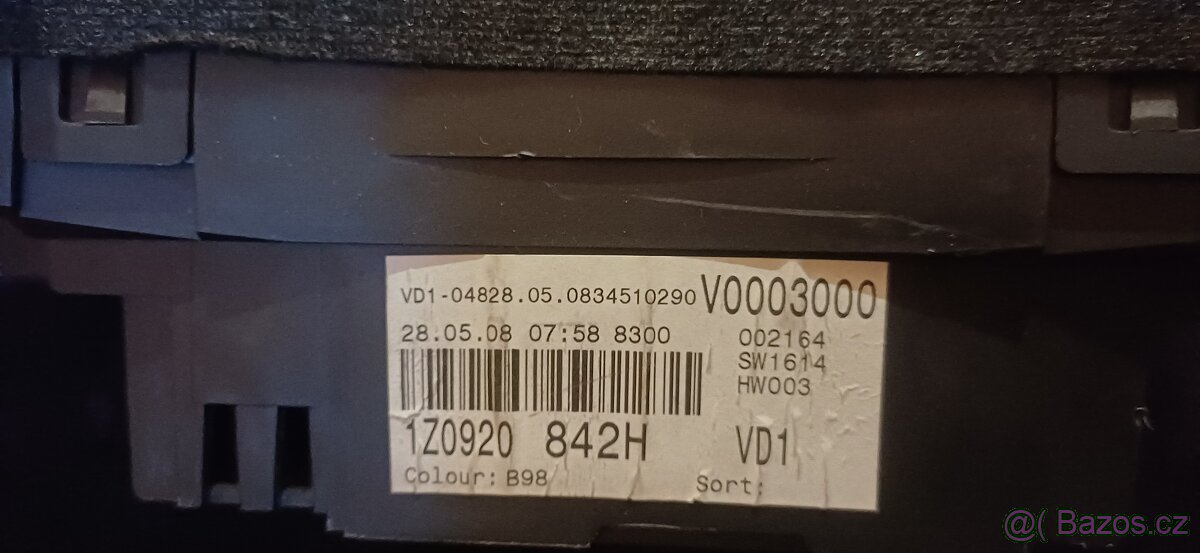 VD1-04828.05.0834510290 V0003000
28.05.08 07:58 8300 002164
SW1614
HW003
1Z0920 842H VD1
Colour: B98 Sort:
@( Bazos.cz